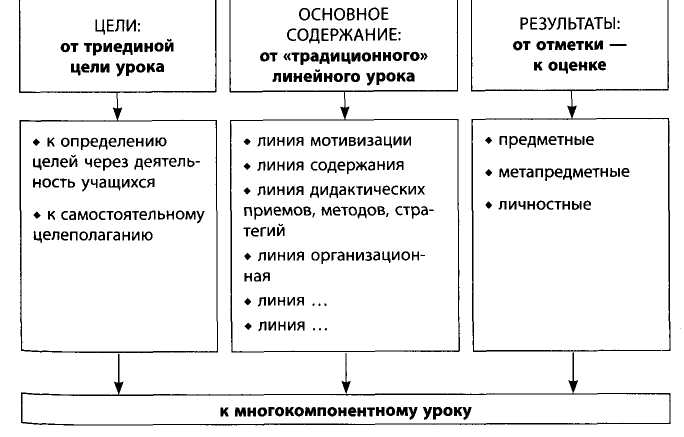 ЦЕЛИ:
от триединой
цели урока
ОСНОВНОЕ
СОДЕРЖАНИЕ:
от «традиционного»
линейного урока
РЕЗУЛЬТАТЫ:
от отметки —
к оценке
♦ к определению
целей через деятель-
ность учащихся
♦ к самостоятельному
целеполаганию
♦ линия мотивизации
♦ линия содержания
♦ линия дидактических
приемов, методов, стра-
тегий
♦ линия организацион-
ная
♦ линия ...
♦ линия ...
♦ предметные
♦ метапредметные
♦ личностные
к многокомпонентному уроку